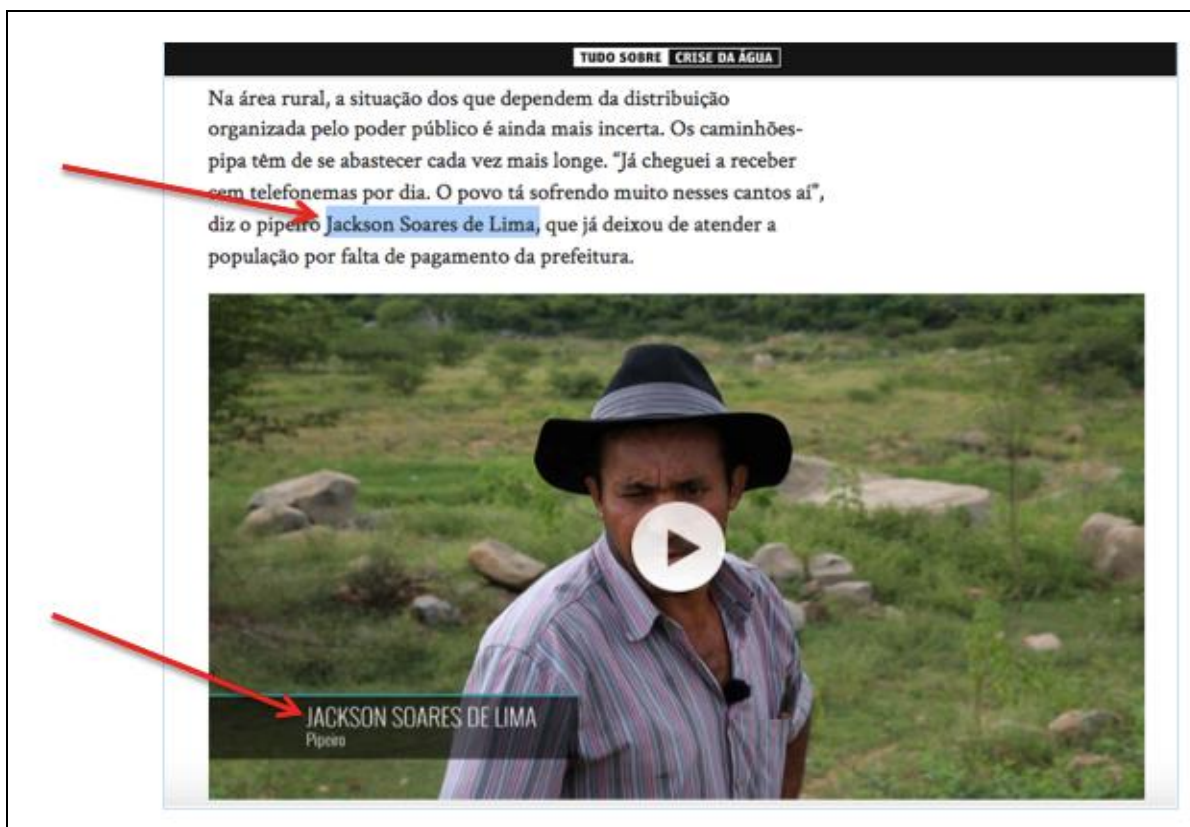 TUDO SOBRE CRISE DA ÁGUA
Na área rural, a situação dos que dependem da distribuição
organizada pelo poder público é ainda mais incerta. Os caminhões-
pipa têm de se abastecer cada vez mais longe. “Já cheguei a receber
cem telefonemas por dia. O povo tá sofrendo muito nesses cantos aí”,
diz o pipeiro Jackson Soares de Lima, que já deixou de atender a
população por falta de pagamento da prefeitura.
JACKSON SOARES DE LIMA
Pipeiro